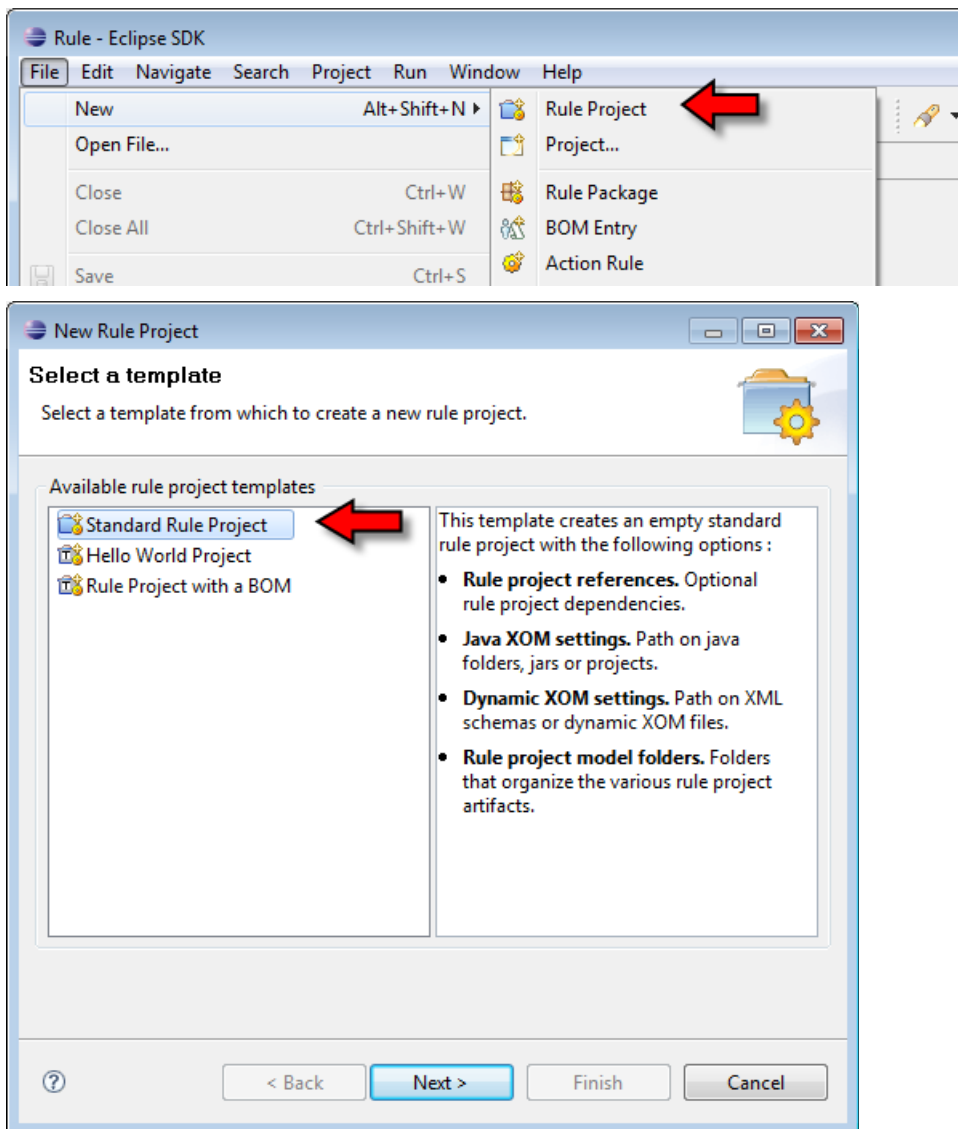 Rule - Eclipse SDK
File Edit Navigate Search Project Run Window Help
New Alt+Shift+N Rule Project
Open File... Project...
Close Ctrl+W Rule Package
Close All Ctrl+Shift+W BOM Entry
Action Rule
Save Ctrl+S
New Rule Project
Select a template
Select a template from which to create a new rule project.
Available rule project templates
Standard Rule Project
Hello World Project
Rule Project with a BOM
This template creates an empty standard
rule project with the following options :
• Rule project references. Optional
rule project dependencies.
• Java XOM settings. Path on java
folders, jars or projects.
• Dynamic XOM settings. Path on XML
schemas or dynamic XOM files.
• Rule project model folders. Folders
that organize the various rule project
artifacts.
? < Back Next > Finish Cancel